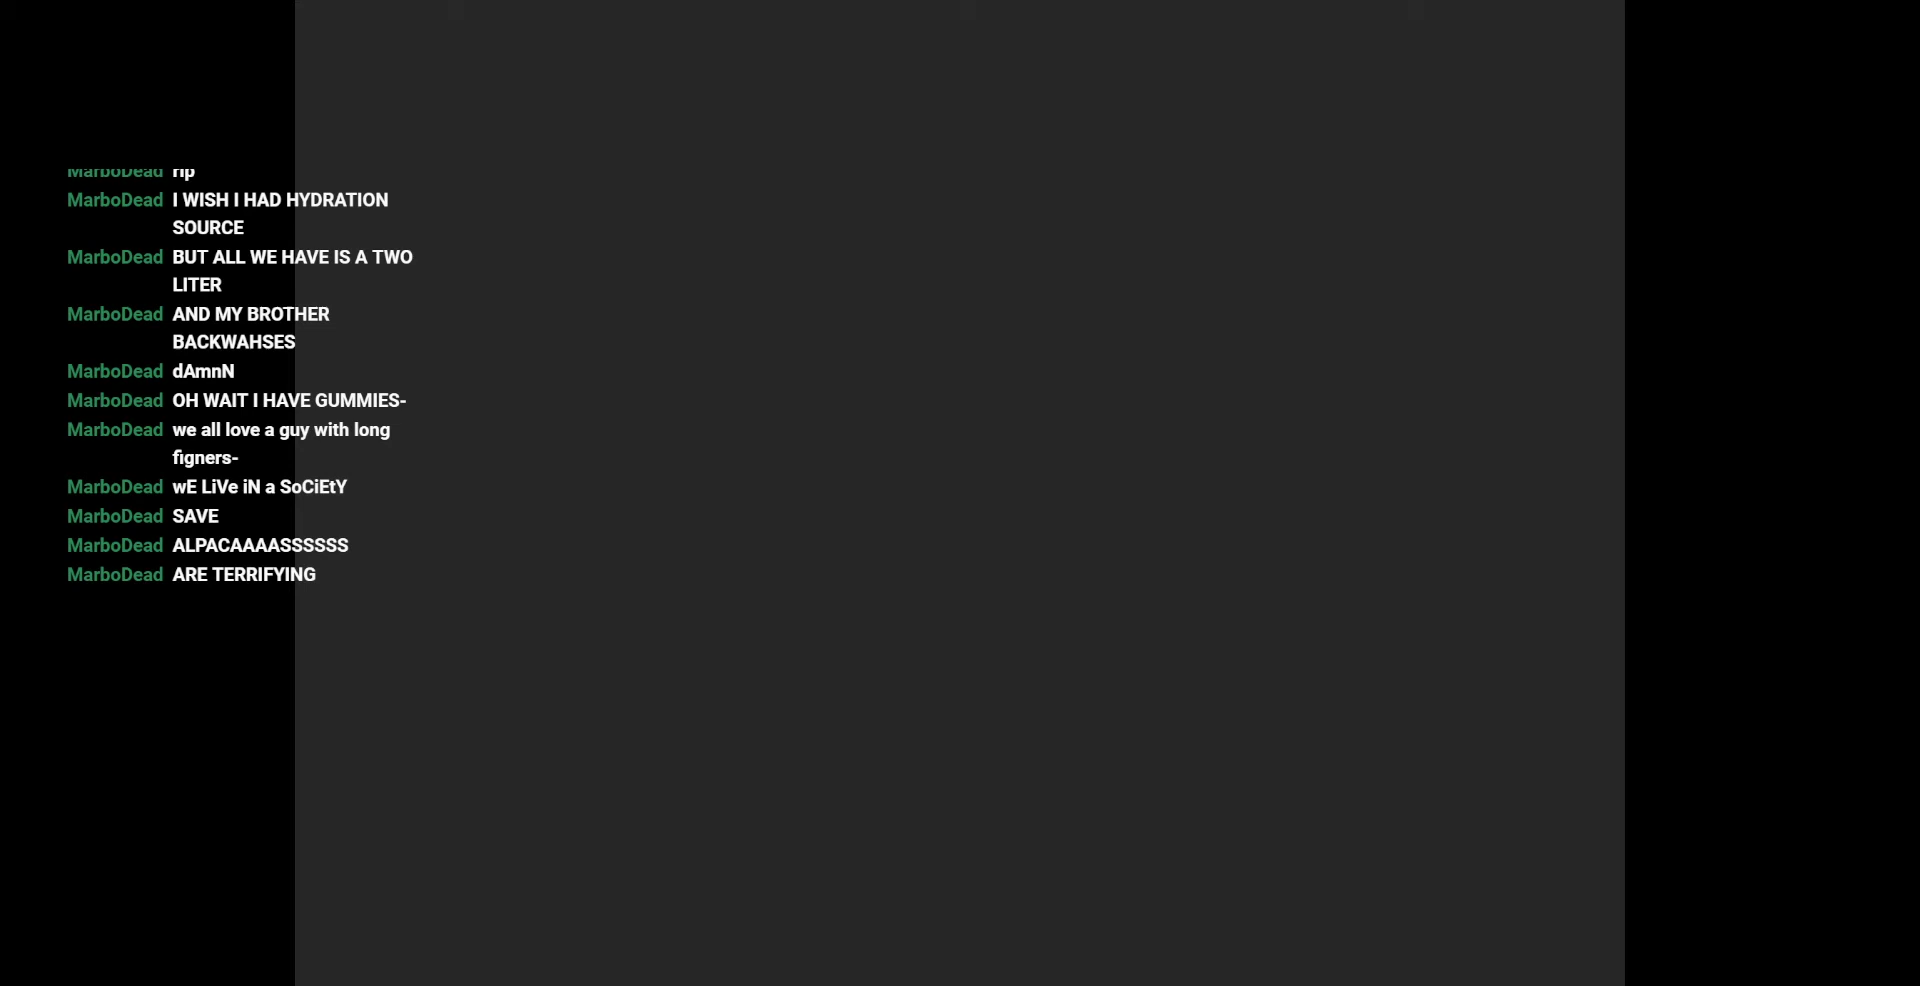 MarboDead rip
MarboDead I WISH I HAD HYDRATION
SOURCE
MarboDead BUT ALL WE HAVE IS A TWO
LITER
MarboDead AND MY BROTHER
BACKWAHSES
MarboDead dAmnN
MarboDead OH WAIT I HAVE GUMMIES-
MarboDead we all love a guy with long
figners-
MarboDead wE LiVe iN a SoCiEtY
MarboDead SAVE
MarboDead ALPACAAAASSSSSS
MarboDead ARE TERRIFYING